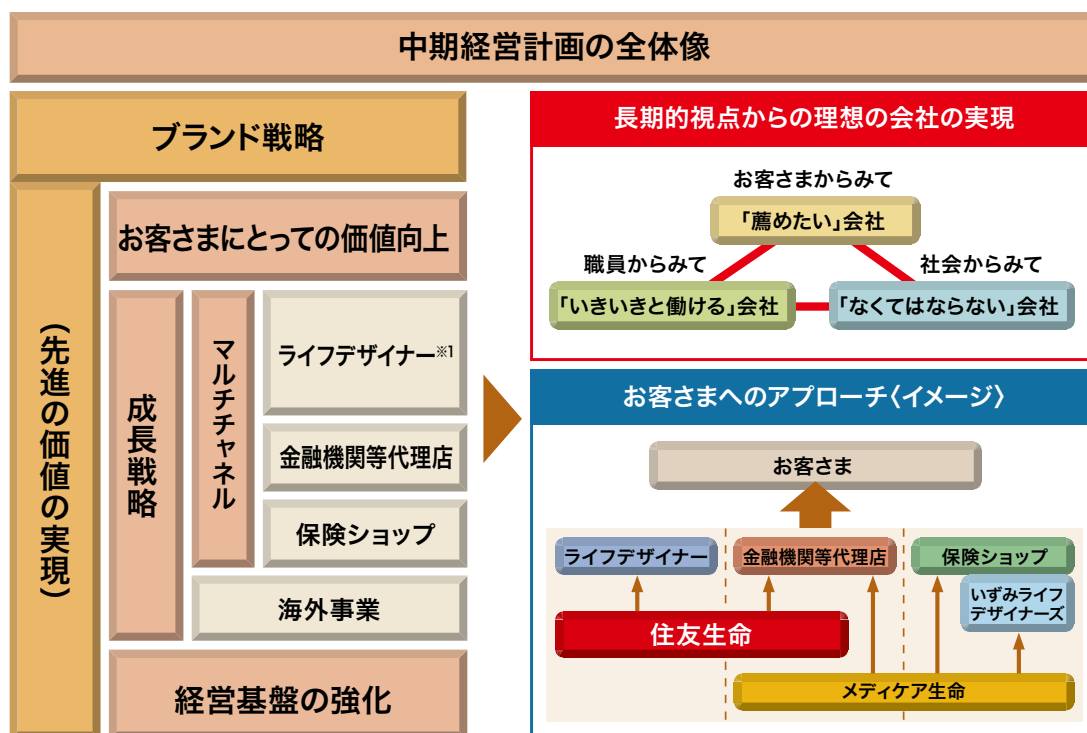 中期経営計画の全体像
ブランド戦略
(先進の価値の実現)
お客さまにとっての価値向上
成長戦略
マルチチャネル
ライフデザイナー※1
金融機関等代理店
保険ショップ
海外事業
経営基盤の強化
長期的視点からの理想の会社の実現
お客さまからみて
「薦めたい」会社
職員からみて
「いきいきと働ける」会社
社会からみて
「なくてはならない」会社
お客さまへのアプローチ〈イメージ〉
お客さま
ライフデザイナー
金融機関等代理店
保険ショップ
いずみライフ
デザイナーズ
住友生命
メディケア生命